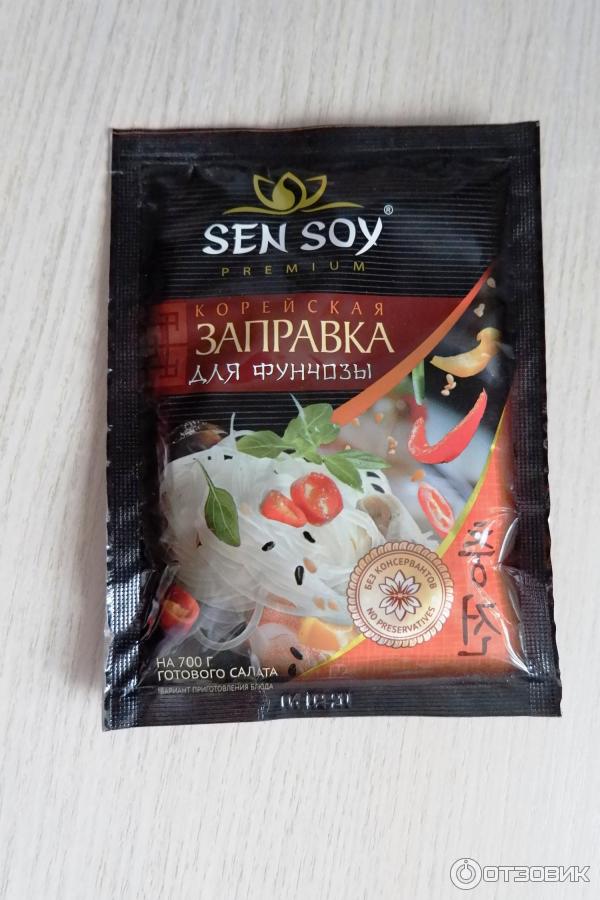 SEN SOY®
PREMIUM
КОРЕЙСКАЯ
ЗАПРАВКА
ДЛЯ ФУНЧОЗЫ
БЕЗ КОНСЕРВАНТОВ
NO PRESERVATIVES
НА 700 Г
ГОТОВОГО САЛАТА
ВАРИАНТ ПРИГОТОВЛЕНИЯ БЛЮДА
ОТЗОВИК